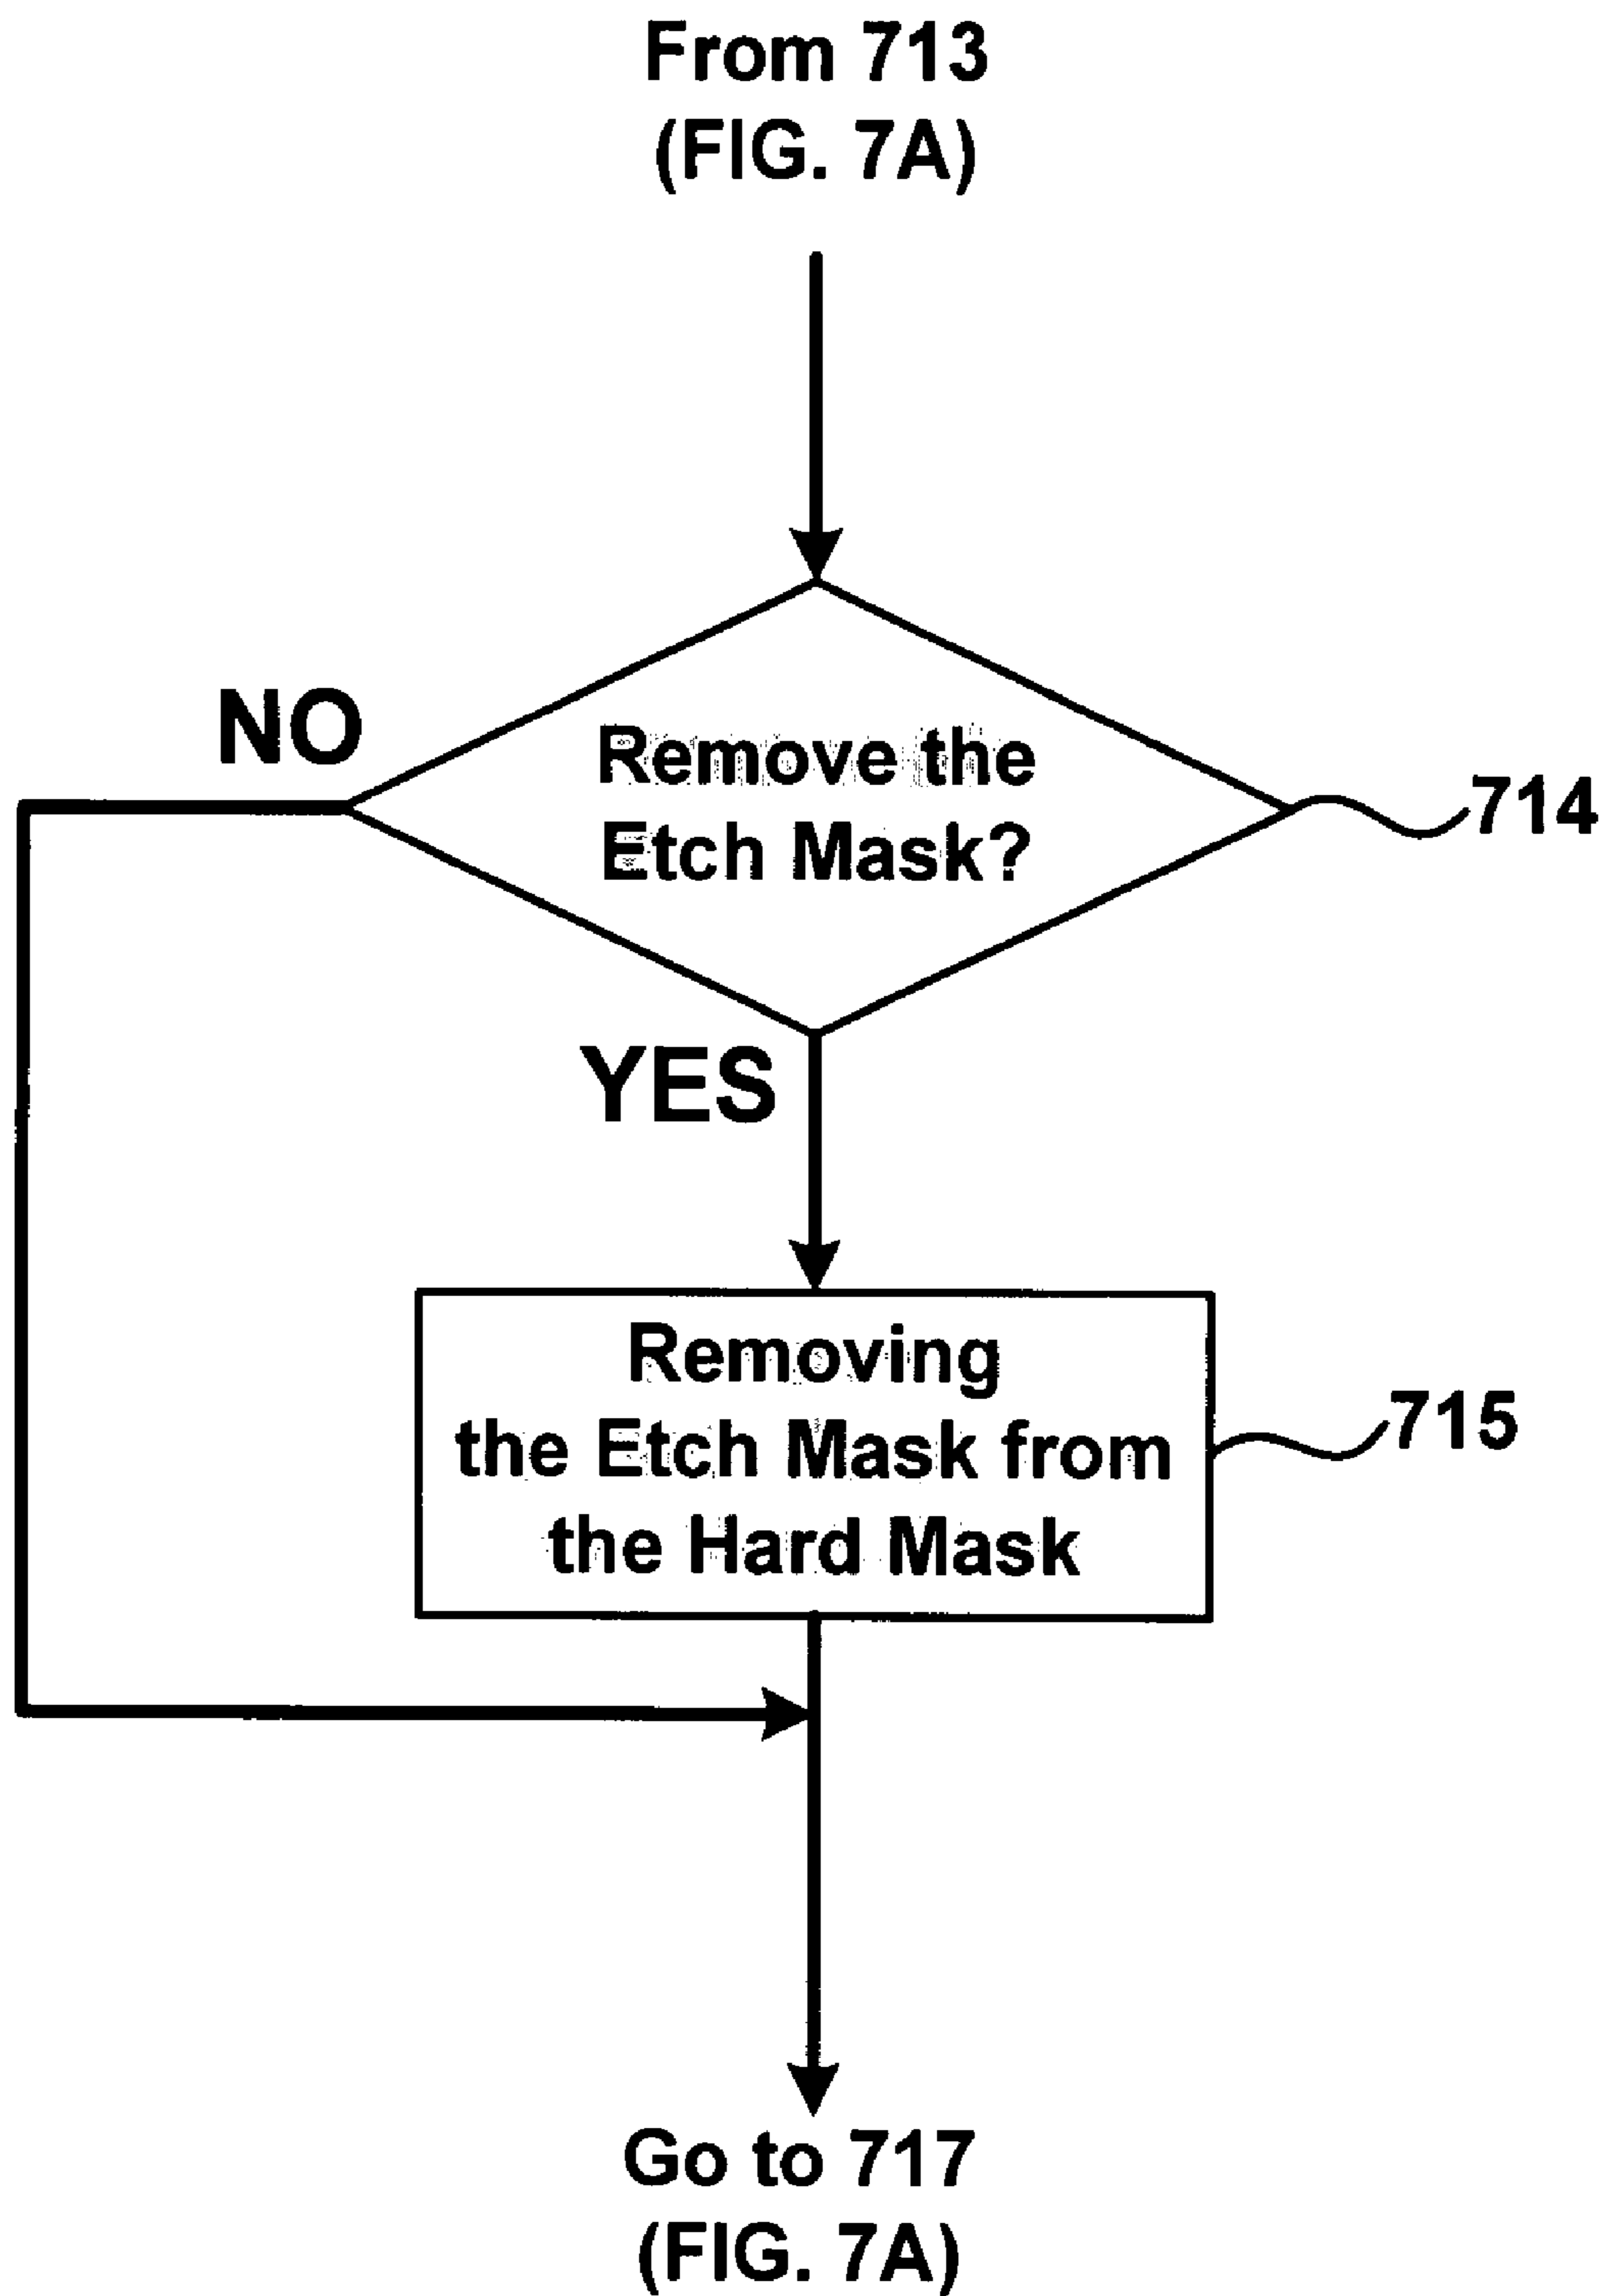 From 713
(FIG. 7A)
NO
Remove the
Etch Mask?
714
YES
Removing
the Etch Mask from
the Hard Mask
715
Go to 717
(FIG. 7A)